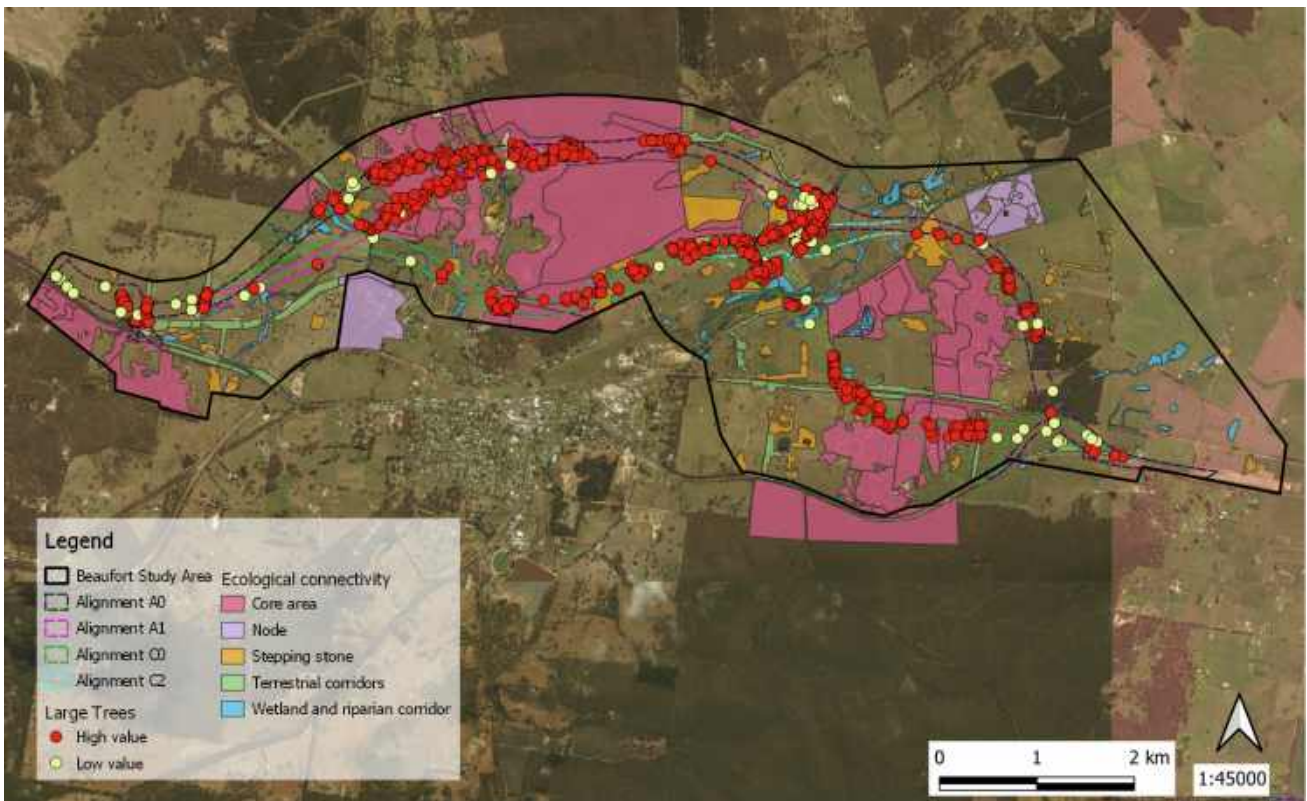 Legend
Beaufort Study Area
Alignment A0
Alignment A1
Alignment C0
Alignment C2
Large Trees
High value
Low value
Ecological connectivity
Core area
Node
Stepping stone
Terrestrial corridors
Wetland and riparian corridor
0 1 2 km
1:45000